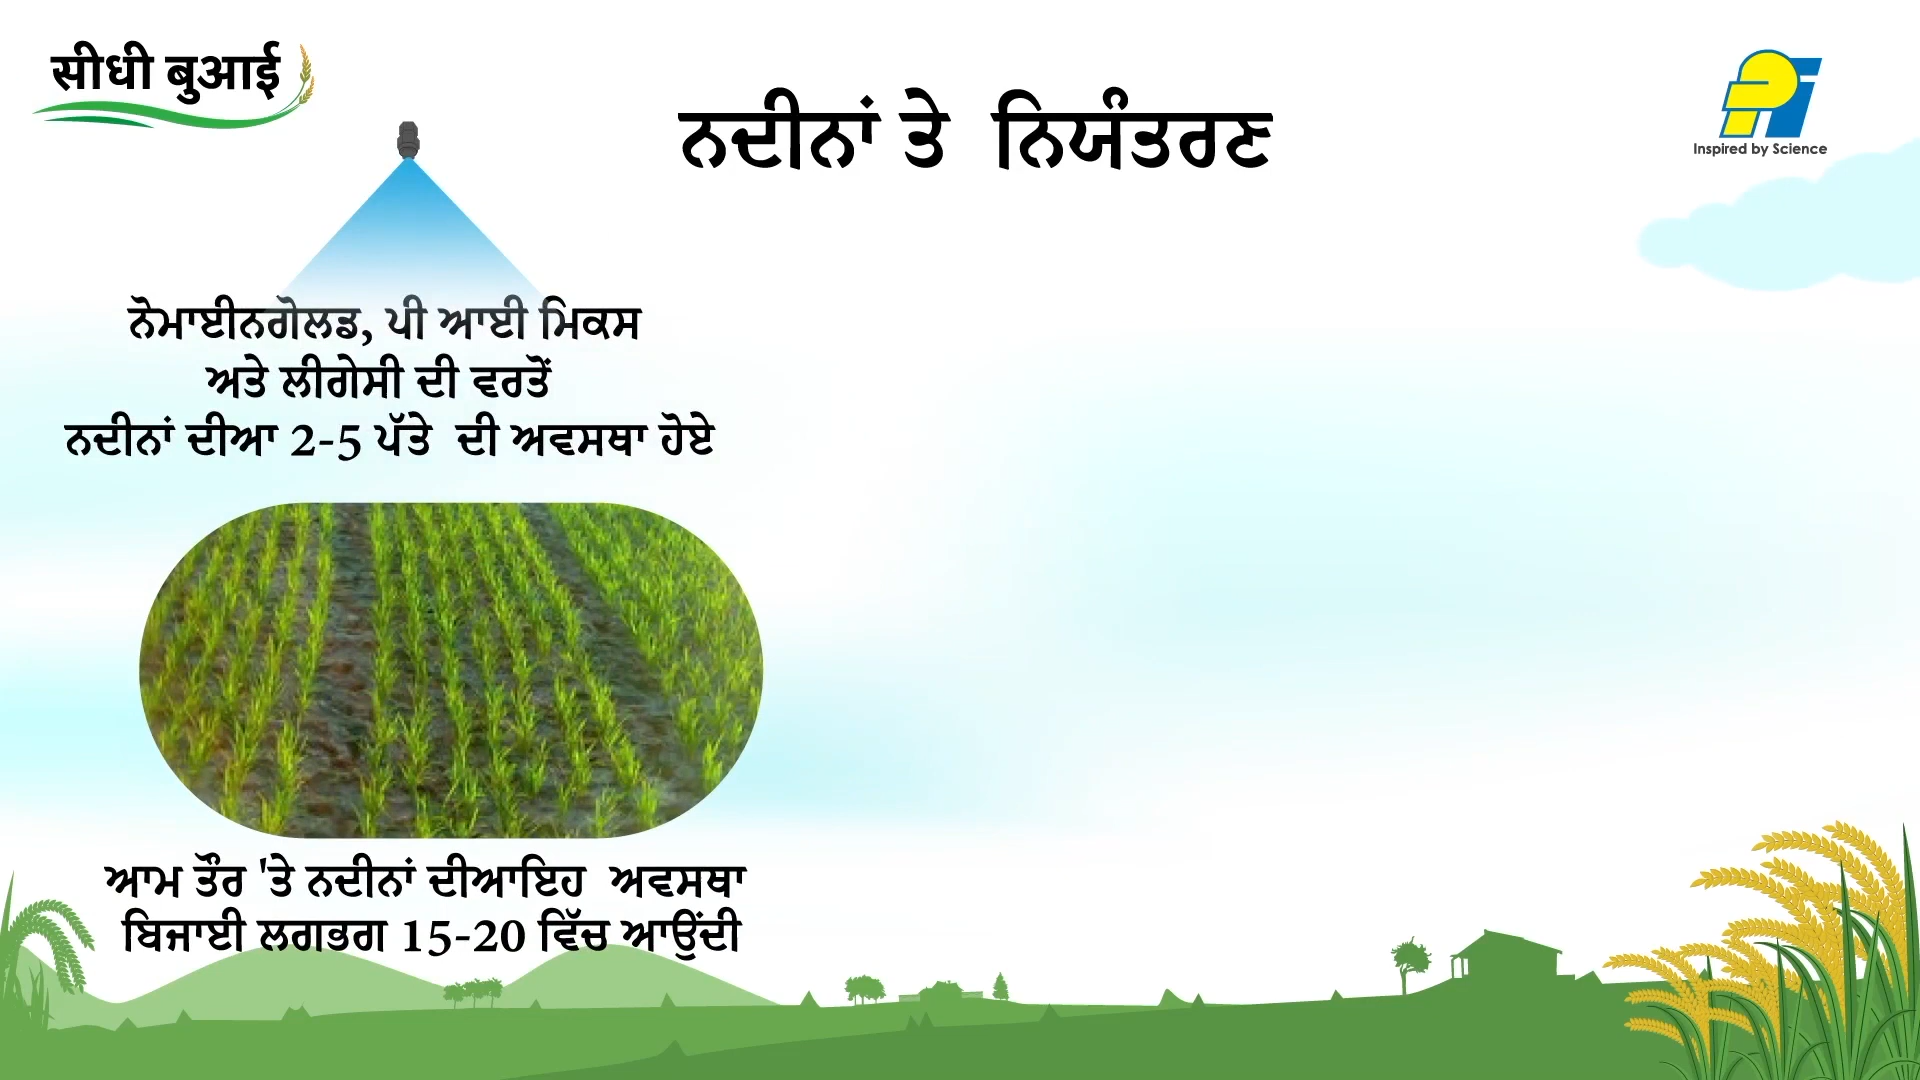 सीधी बुआई
ਨਦੀਨਾਂ ਤੇ ਨਿਯੰਤਰਣ
Inspired by Science
ਨੋਮਾਈਨਗੋਲਡ, ਪੀ ਆਈ ਮਿਕਸ
ਅਤੇ ਲੀਗੇਸੀ ਦੀ ਵਰਤੋਂ
ਨਦੀਨਾਂ ਦੀਆ 2-5 ਪੱਤੇ ਦੀ ਅਵਸਥਾ ਹੋਏ
ਆਮ ਤੌਰ 'ਤੇ ਨਦੀਨਾਂ ਦੀਆਇਹ ਅਵਸਥਾ
ਬਿਜਾਈ ਲਗਭਗ 15-20 ਵਿੱਚ ਆਉਂਦੀ